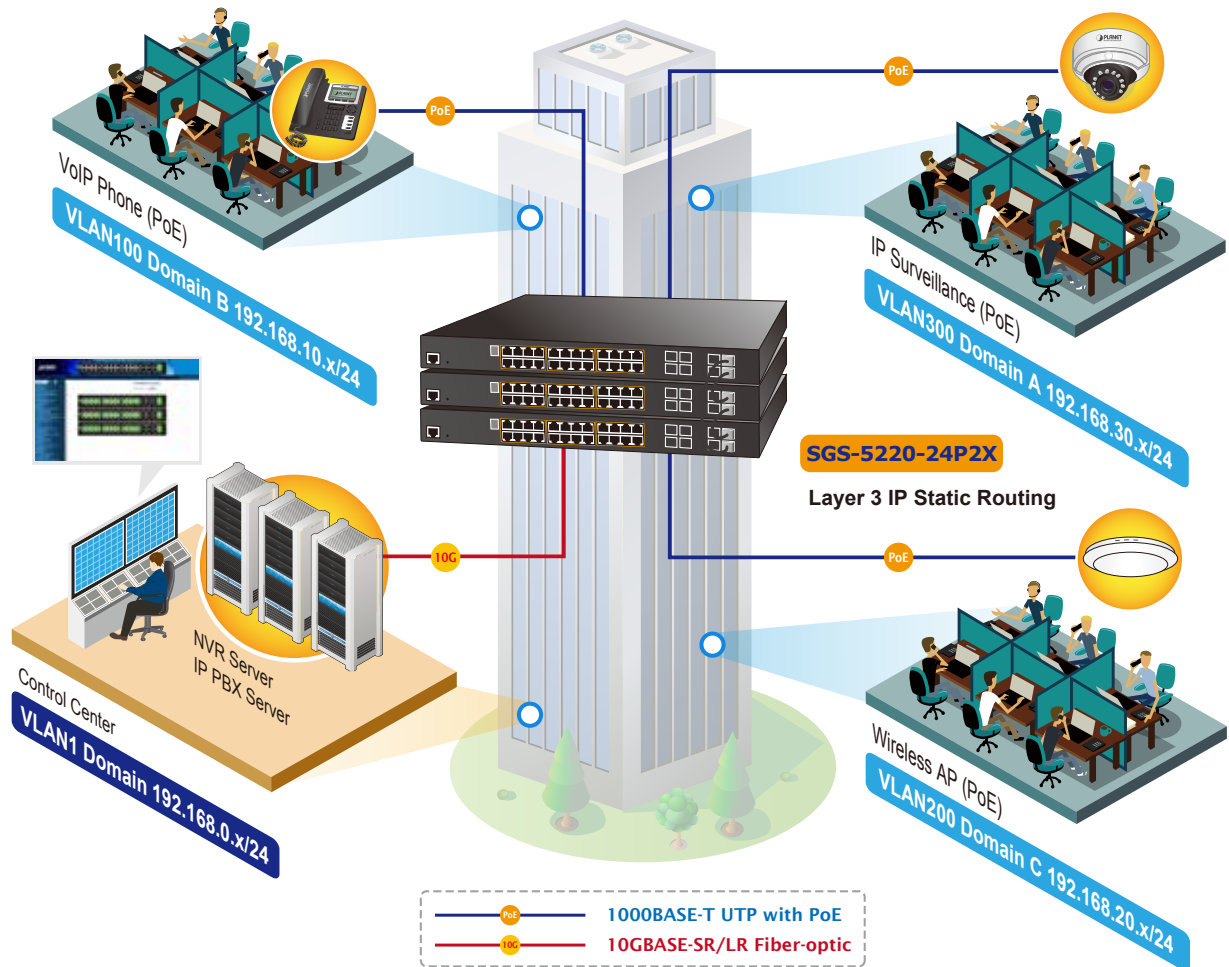 PoE
PoE
PLANET
PLANET
VoIP Phone (PoE)
VLAN100 Domain B 192.168.10.x/24
IP Surveillance (PoE)
VLAN300 Domain A 192.168.30.x/24
SGS-5220-24P2X
Layer 3 IP Static Routing
10G
PoE
NVR Server
IP PBX Server
Control Center
VLAN1 Domain 192.168.0.x/24
Wireless AP (PoE)
VLAN200 Domain C 192.168.20.x/24
PoE 1000BASE-T UTP with PoE
10G 10GBASE-SR/LR Fiber-optic